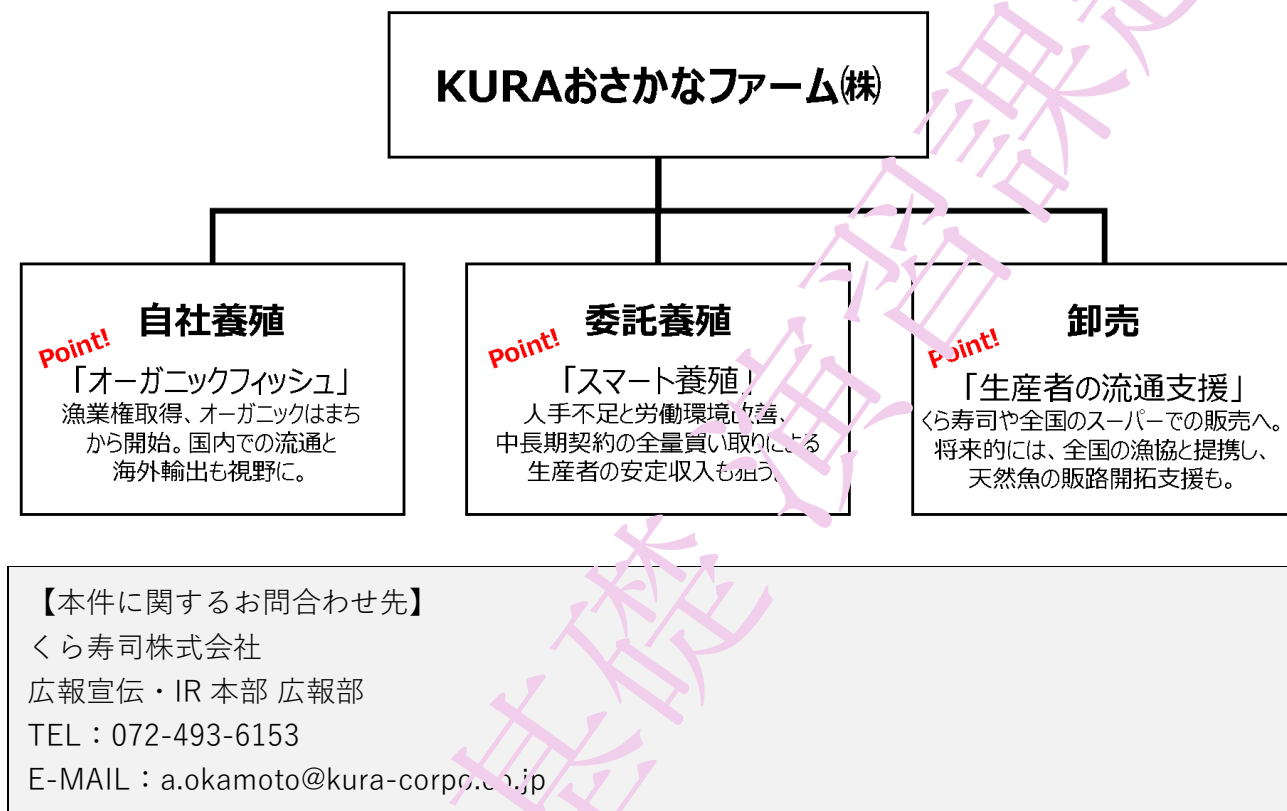 KURAおさかなファーム㈱
自社養殖
Point!
「オーガニックフィッシュ」
漁業権取得、オーガニックはまち
から開始。国内での流通と
海外輸出も視野に。
委託養殖
Point!
「スマート養殖」
人手不足と労働環境改善、
中長期契約の全量買い取りによる
生産者の安定収入も狙う。
卸売
Point!
「生産者の流通支援」
くら寿司や全国のスーパーでの販売へ。
将来的には、全国の漁協と提携し、
天然魚の販路開拓支援も。
【本件に関するお問合わせ先】
くら寿司株式会社
広報宣伝・IR 本部 広報部
TEL：072-493-6153
E-MAIL：a.okamoto@kura-corpo.co.jp
基礎 演習課題